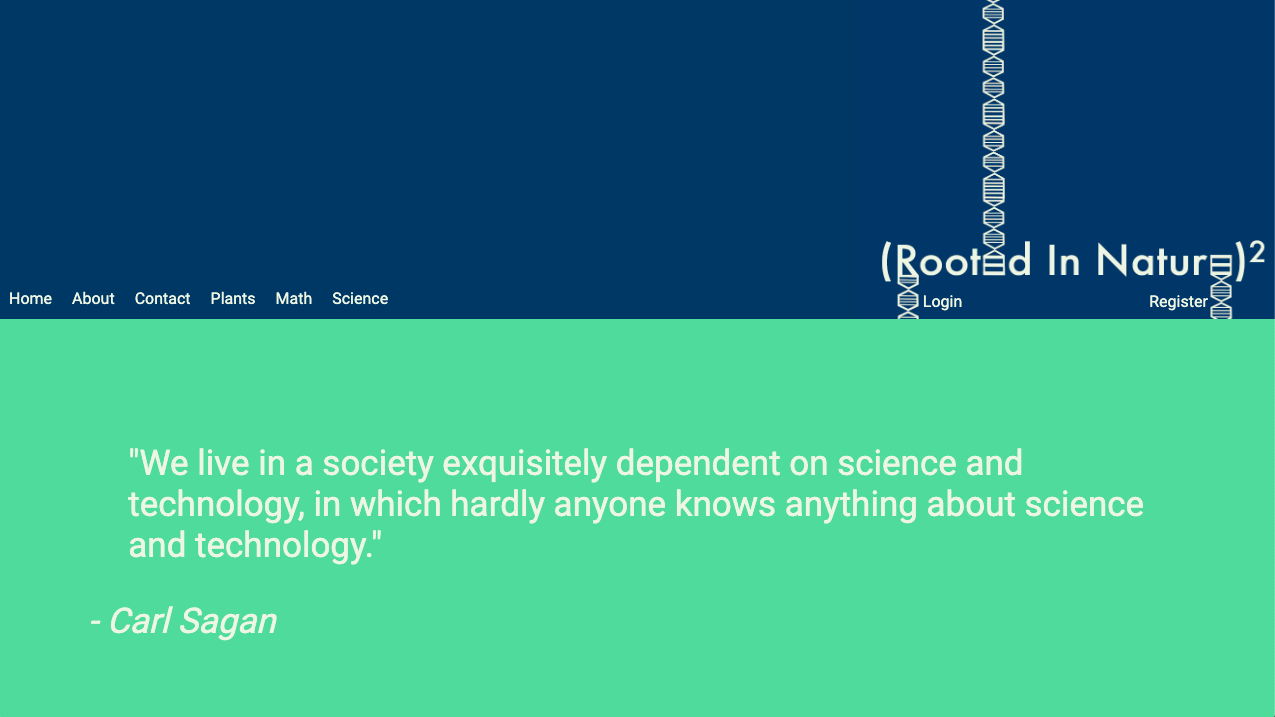 (Rooted In Nature)²
Home About Contact Plants Math Science
Login Register
"We live in a society exquisitely dependent on science and
technology, in which hardly anyone knows anything about science
and technology."
- Carl Sagan